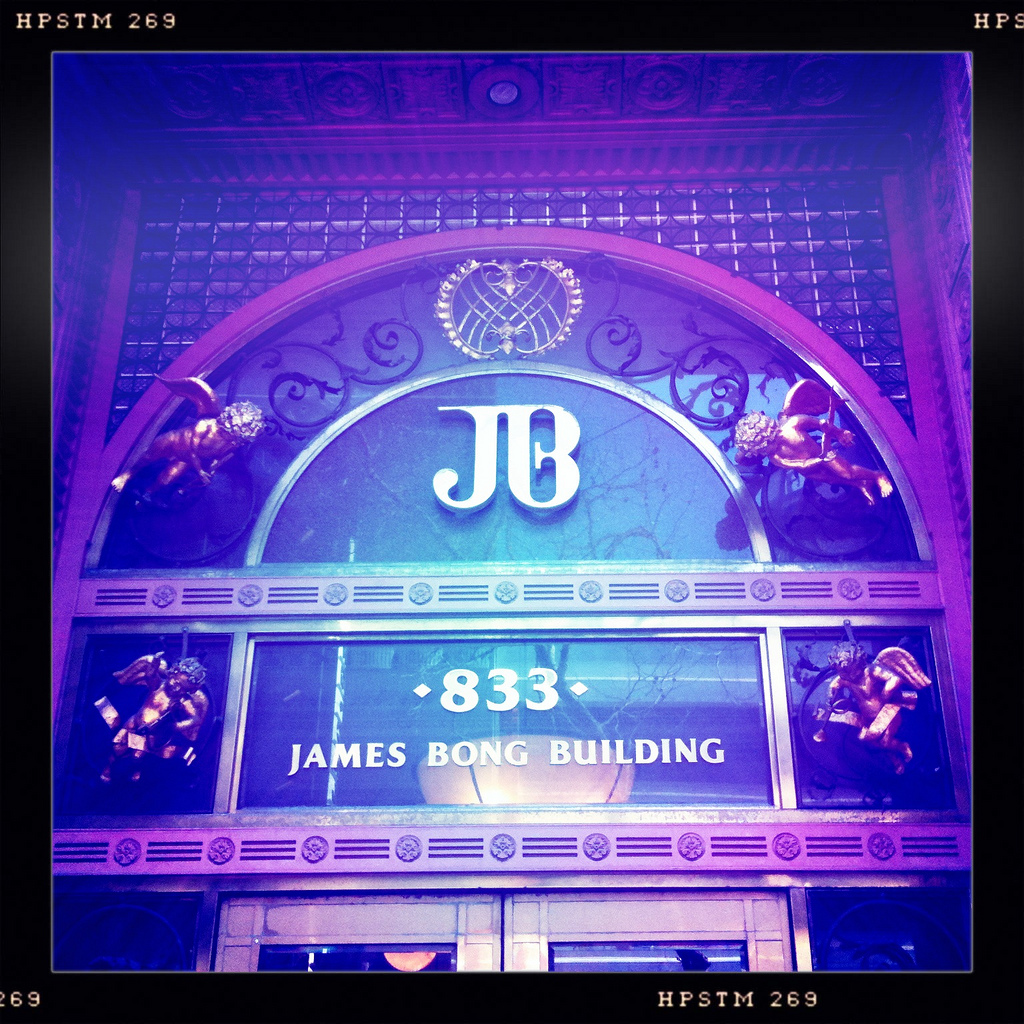 HPSTM 269
HPS
JB
·833·
JAMES BONG BUILDING
269
HPSTM 269